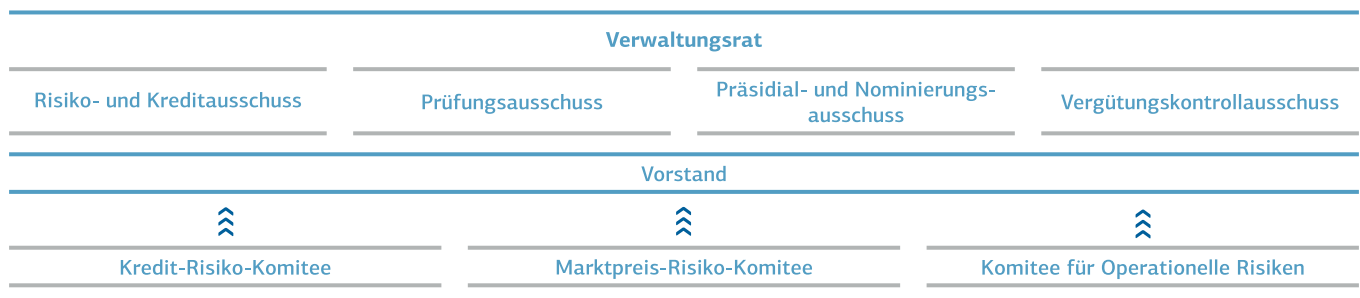 Verwaltungsrat
Risiko- und Kreditausschuss
Prüfungsausschuss
Präsidial- und Nominierungs-
ausschuss
Vergütungskontrollausschuss
Vorstand
Kredit-Risiko-Komitee
Marktpreis-Risiko-Komitee
Komitee für Operationelle Risiken